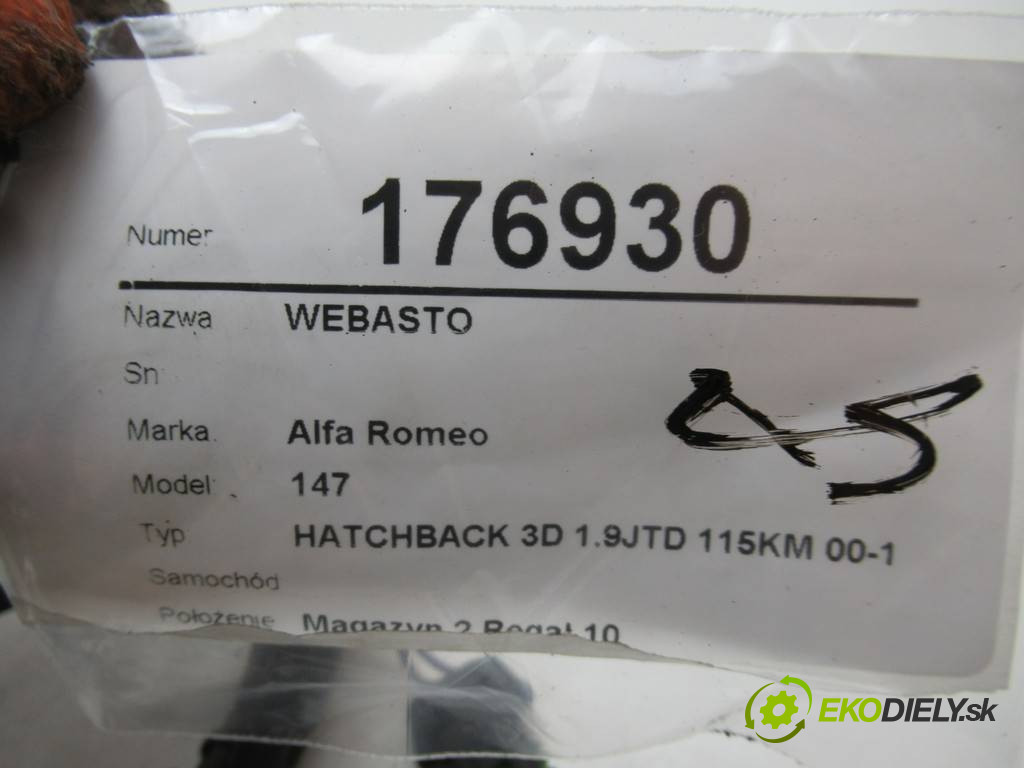 Numer 176930
Nazwa WEBASTO
Sn
Marka Alfa Romeo
Model 147
Typ HATCHBACK 3D 1.9JTD 115KM 00-1
Samochód
Położenie Magazyn 2 Regał 10
EKODIELY.sk